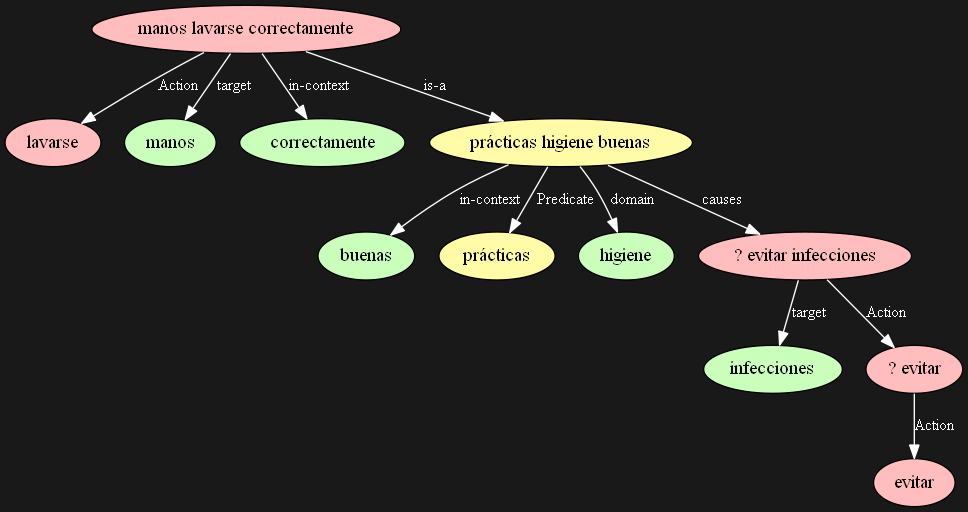 manos lavarse correctamente
Action
target
in-context
is-a
lavarse
manos
correctamente
prácticas higiene buenas
in-context
Predicate
domain
causes
buenas
prácticas
higiene
? evitar infecciones
target
Action
infecciones
? evitar
Action
evitar